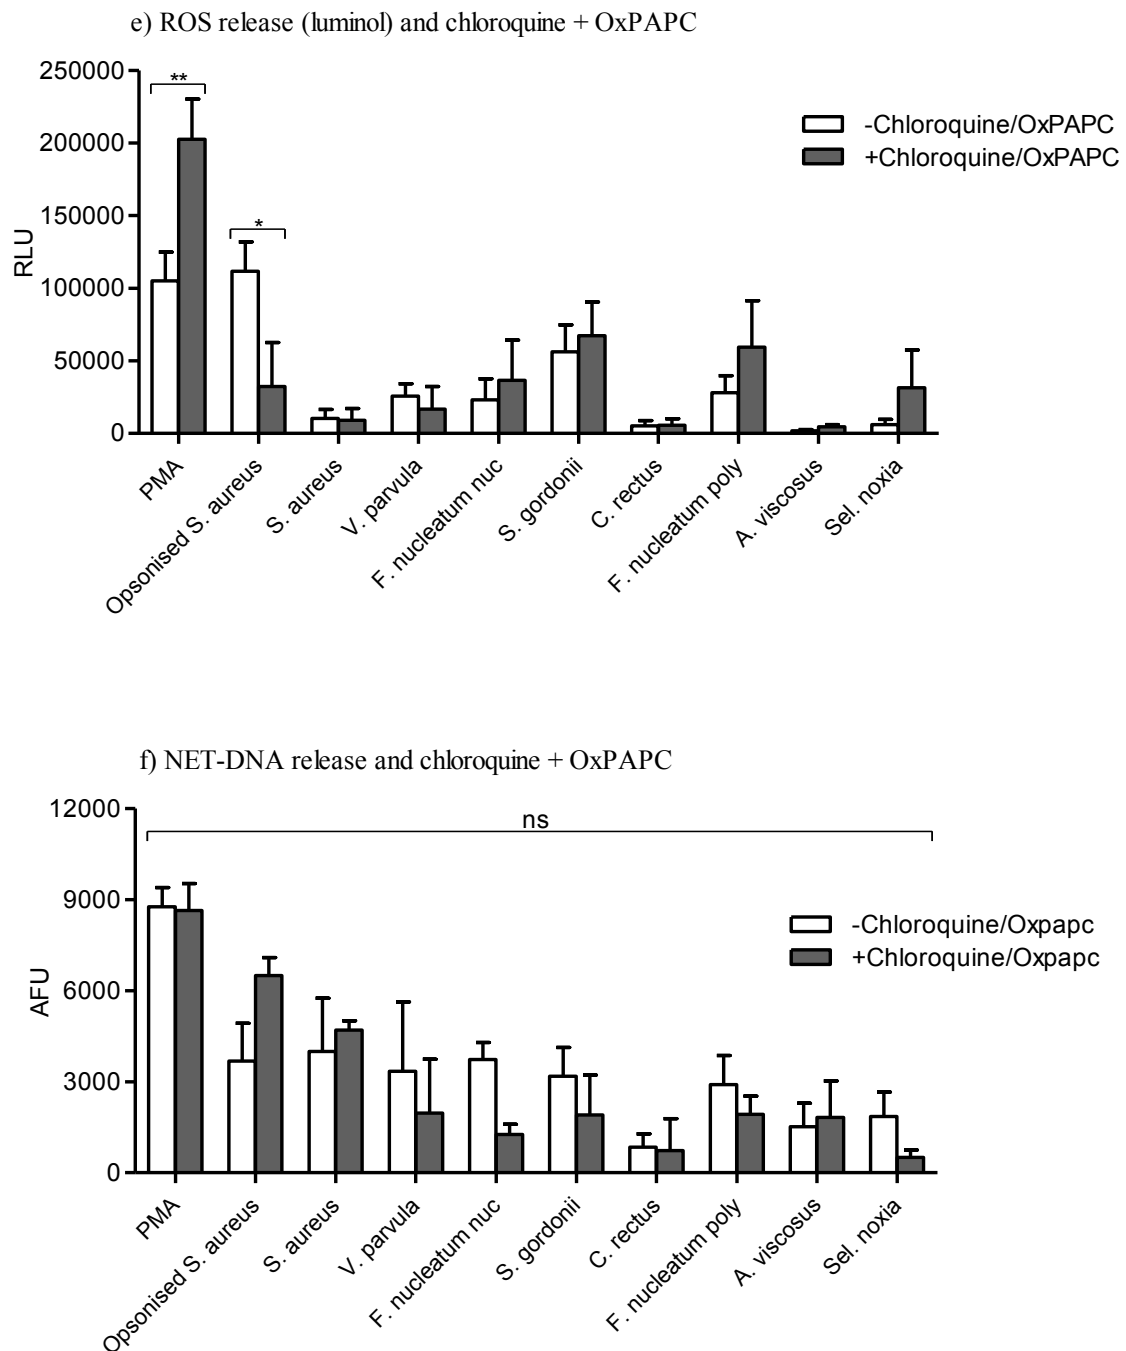 e) ROS release (luminol) and chloroquine + OxPAPC
250000
200000
150000
100000
50000
0
RLU
**
*
-Chloroquine/OxPAPC
+Chloroquine/OxPAPC
PMA
Opsonised S. aureus
S. aureus
V. parvula
F. nucleatum nuc
S. gordonii
C. rectus
F. nucleatum poly
A. viscosus
Sel. noxia
f) NET-DNA release and chloroquine + OxPAPC
12000
9000
6000
3000
0
AFU
ns
-Chloroquine/Oxpapc
+Chloroquine/Oxpapc
PMA
Opsonised S. aureus
S. aureus
V. parvula
F. nucleatum nuc
S. gordonii
C. rectus
F. nucleatum poly
A. viscosus
Sel. noxia